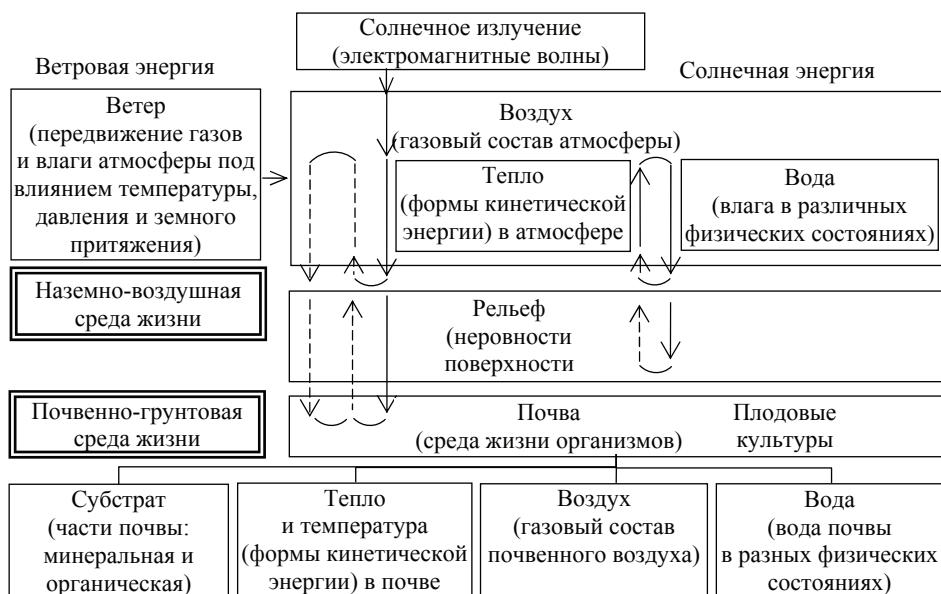 Солнечное излучение
(электромагнитные волны)
Ветровая энергия
Солнечная энергия
Ветер
(передвижение газов
и влаги атмосферы под
влиянием температуры,
давления и земного
притяжения)
Воздух
(газовый состав атмосферы)
Тепло
(формы кинетической
энергии) в атмосфере
Вода
(влага в различных
физических состояниях)
Наземно-воздушная
среда жизни
Рельеф
(неровности
поверхности
Почвенно-грунтовая
среда жизни
Почва
(среда жизни организмов)
Плодовые
культуры
Субстрат
(части почвы:
минеральная и
органическая)
Тепло
и температура
(формы кинетической
энергии) в почве
Воздух
(газовый состав
почвенного воздуха)
Вода
(вода почвы
в разных физических
состояниях)